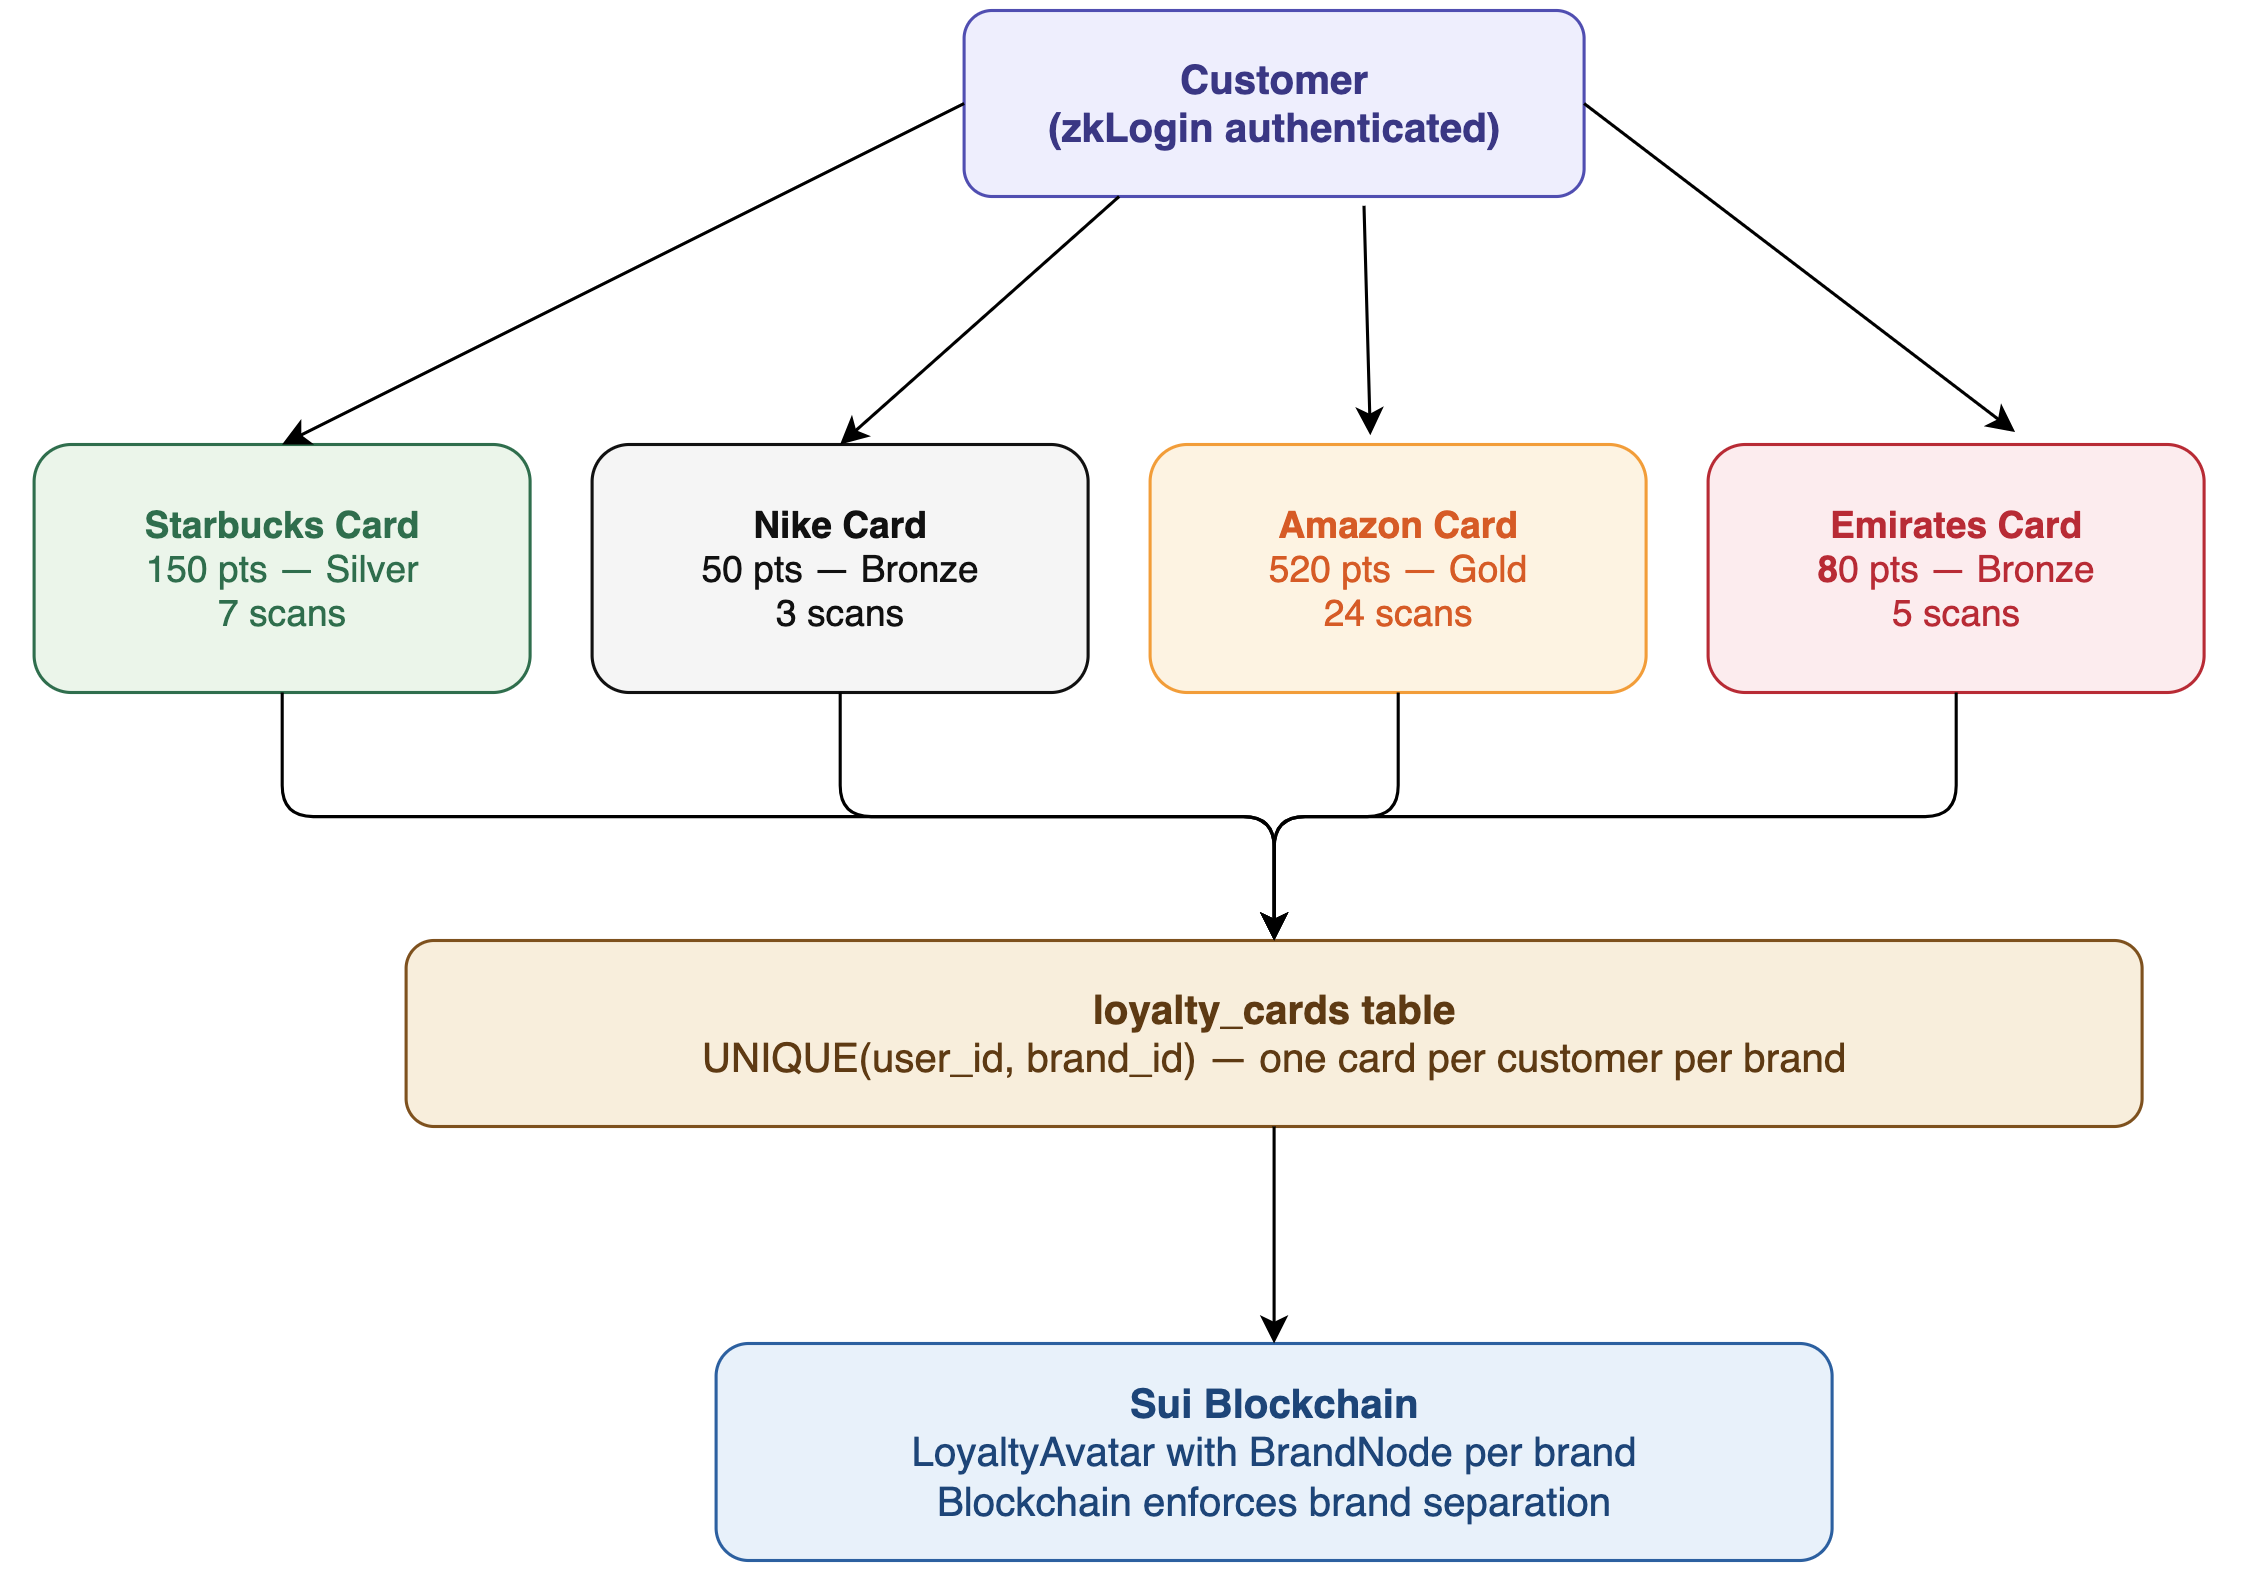 Customer
(zkLogin authenticated)
Starbucks Card
150 pts — Silver
7 scans
Nike Card
50 pts — Bronze
3 scans
Amazon Card
520 pts — Gold
24 scans
Emirates Card
80 pts — Bronze
5 scans
loyalty_cards table
UNIQUE(user_id, brand_id) — one card per customer per brand
Sui Blockchain
LoyaltyAvatar with BrandNode per brand
Blockchain enforces brand separation